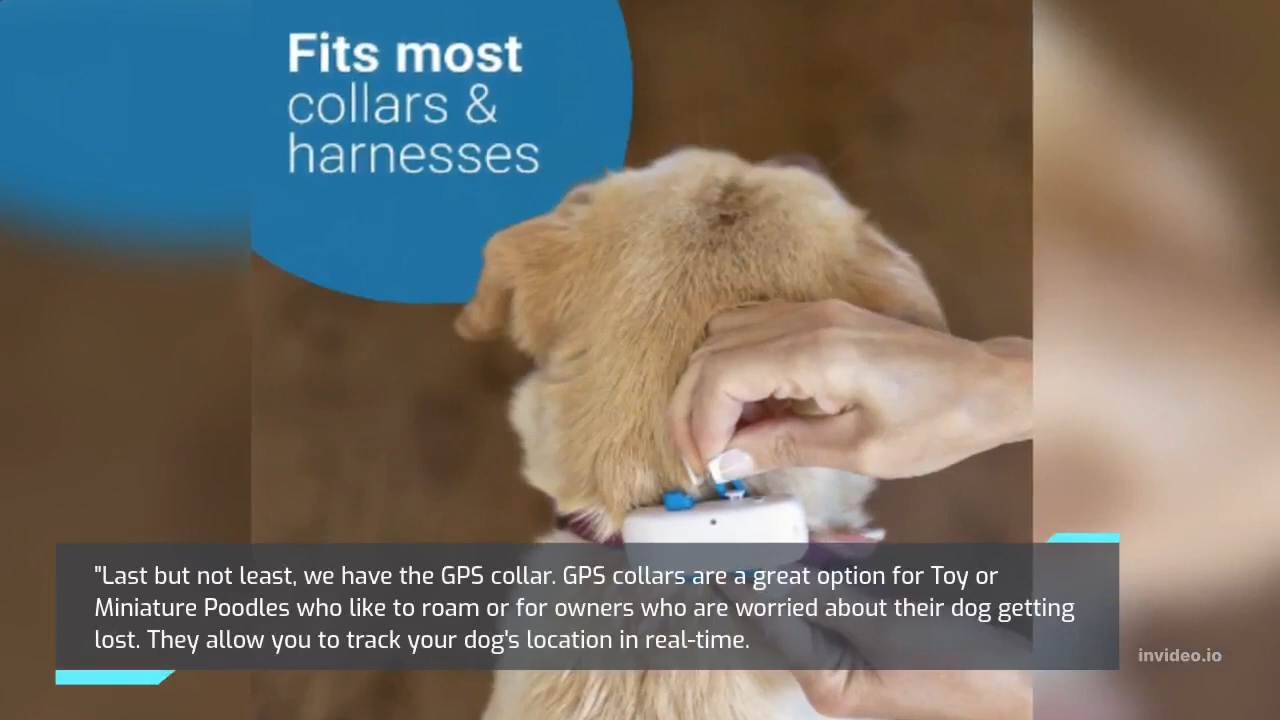 Fits most
collars &
harnesses
"Last but not least, we have the GPS collar. GPS collars are a great option for Toy or
Miniature Poodles who like to roam or for owners who are worried about their dog getting
lost. They allow you to track your dog's location in real-time.
invideo.io